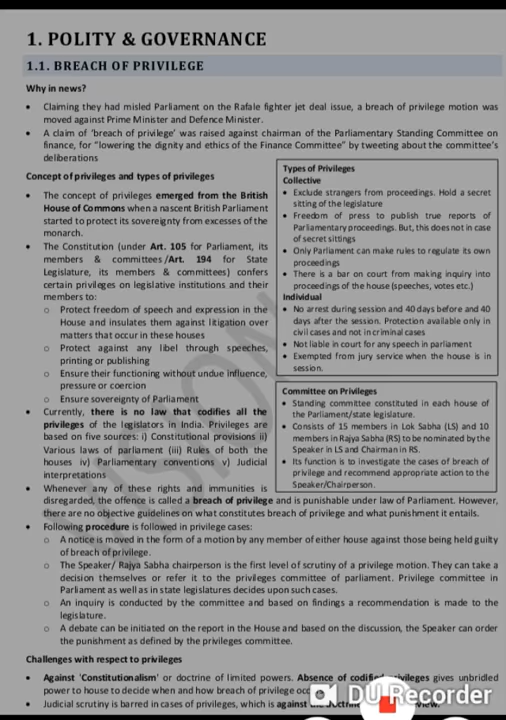 1. POLITY & GOVERNANCE
1.1. BREACH OF PRIVILEGE
Why in news?
• Claiming they had misled Parliament on the Rafale fighter jet deal issue, a breach of privilege motion was
moved against Prime Minister and Defence Minister.
• A claim of 'breach of privilege' was raised against chairman of the Parliamentary Standing Committee on
finance, for "lowering the dignity and ethics of the Finance Committee" by tweeting about the committee's
deliberations
Concept of privileges and types of privileges
• The concept of privileges emerged from the British
House of Commons when a nascent British Parliament
started to protect its sovereignty from excesses of the
monarch.
• The Constitution (under Art. 105 for Parliament, its
members & committees /Art. 194 for State
Legislature, its members & committees) confers
certain privileges on legislative institutions and their
members to:
o Protect freedom of speech and expression in the
House and insulates them against litigation over
matters that occur in these houses
o Protect against any libel through speeches,
printing or publishing
o Ensure their functioning without undue influence,
pressure or coercion
o Ensure sovereignty of Parliament
• Currently, there is no law that codifies all the
privileges of the legislators in India. Privileges are
based on five sources: i) Constitutional provisions ii)
Various laws of parliament (iii) Rules of both the
houses iv) Parliamentary conventions v) Judicial
interpretations
Types of Privileges
Collective
• Exclude strangers from proceedings. Hold a secret
sitting of the legislature
• Freedom of press to publish true reports of
Parliamentary proceedings. But, this does not in case
of secret sittings
• Only Parliament can make rules to regulate its own
proceedings
• There is a bar on court from making inquiry into
proceedings of the house (speeches, votes etc.)
Individual
• No arrest during session and 40 days before and 40
days after the session. Protection available only in
civil cases and not in criminal cases
• Not liable in court for any speech in parliament
• Exempted from jury service when the house is in
session.
Committee on Privileges
• Standing committee constituted in each house of
the Parliament/state legislature.
• Consists of 15 members in Lok Sabha (LS) and 10
members in Rajya Sabha (RS) to be nominated by the
Speaker in LS and Chairman in RS.
• Its function is to investigate the cases of breach of
privilege and recommend appropriate action to the
Speaker/Chairperson.
• Whenever any of these rights and immunities is
disregarded, the offence is called a breach of privilege and is punishable under law of Parliament. However,
there are no objective guidelines on what constitutes breach of privilege and what punishment it entails.
• Following procedure is followed in privilege cases:
o A notice is moved in the form of a motion by any member of either house against those being held guilty
of breach of privilege.
o The Speaker/ Rajya Sabha chairperson is the first level of scrutiny of a privilege motion. They can take a
decision themselves or refer it to the privileges committee of parliament. Privilege committee in
Parliament as well as in state legislatures decides upon such cases.
o An inquiry is conducted by the committee and based on findings a recommendation is made to the
legislature.
o A debate can be initiated on the report in the House and based on the discussion, the Speaker can order
the punishment as defined by the privileges committee.
Challenges with respect to privileges
• Against 'Constitutionalism' or doctrine of limited powers. Absence of codified privileges gives unbridled
power to house to decide when and how breach of privilege
• Judicial scrutiny is barred in cases of privileges, which is against
DU Recorder
VISION